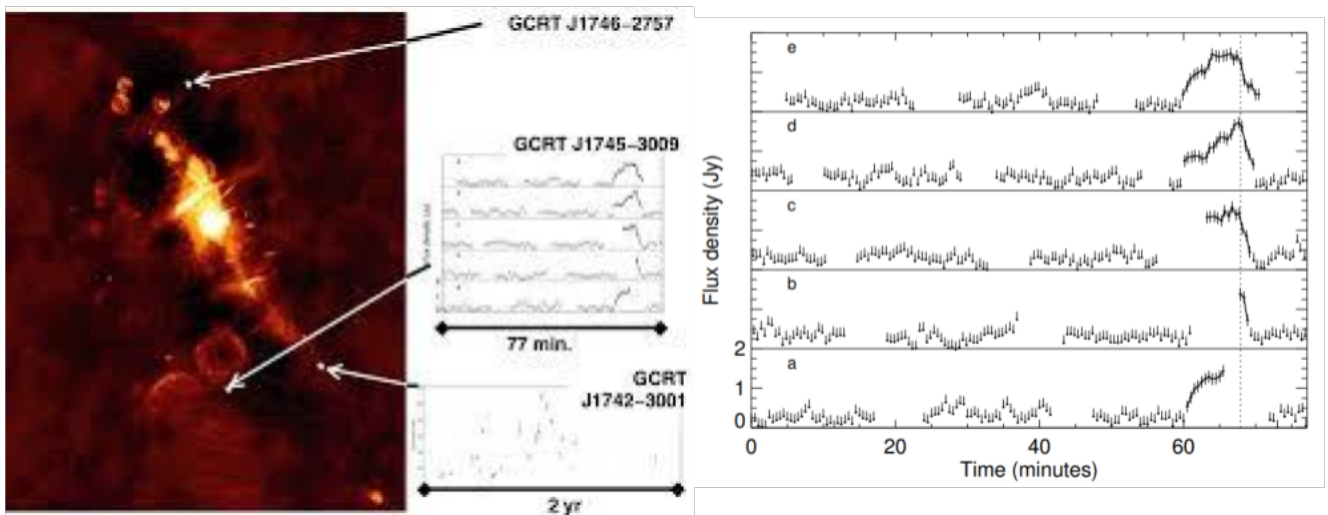 GCRT J1746–2757
GCRT J1745–3009
77 min.
GCRT
J1742–3001
2 yr
Flux density (Jy)
e
d
c
b
a
2
1
0
0
20
40
60
Time (minutes)